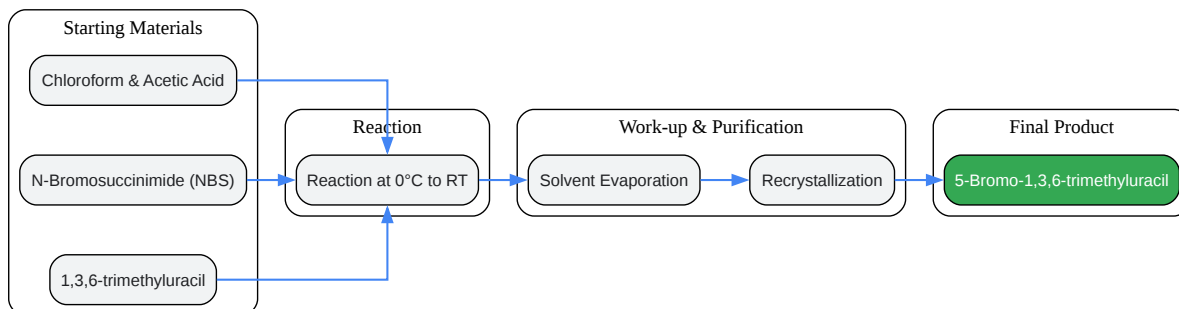 Starting Materials
Chloroform & Acetic Acid
N-Bromosuccinimide (NBS)
1,3,6-trimethyluracil
Reaction
Reaction at 0°C to RT
Work-up & Purification
Solvent Evaporation
Recrystallization
Final Product
5-Bromo-1,3,6-trimethyluracil